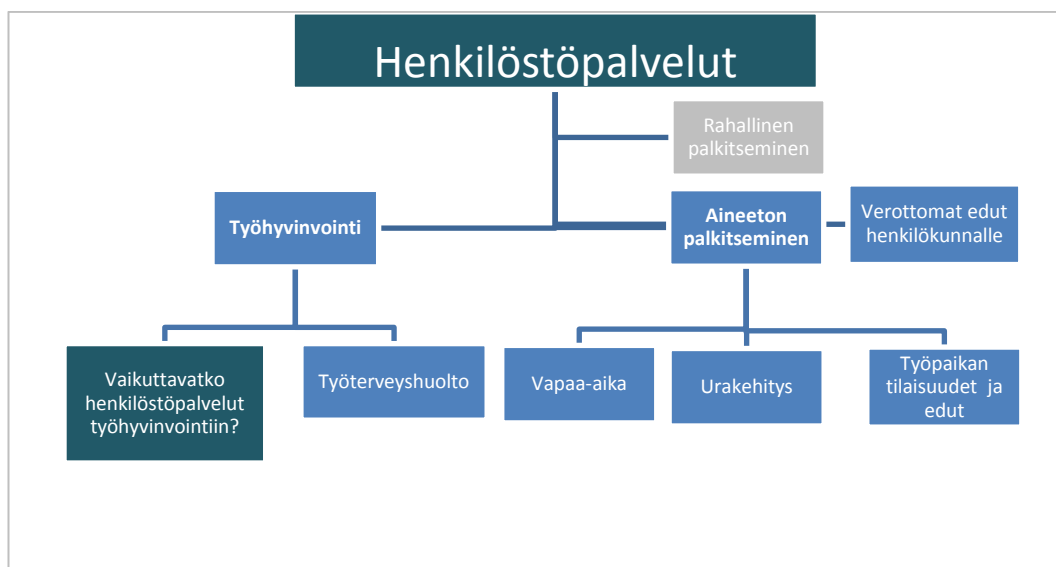 Henkilöstöpalvelut
Rahallinen
palkitseminen
Työhyvinvointi
Aineeton
palkitseminen
Verottomat edut
henkilökunnalle
Vaikuttavatko
henkilöstöpalvelut
työhyvinvointiin?
Työterveyshuolto
Vapaa-aika
Urakehitys
Työpaikan
tilaisuudet ja
edut